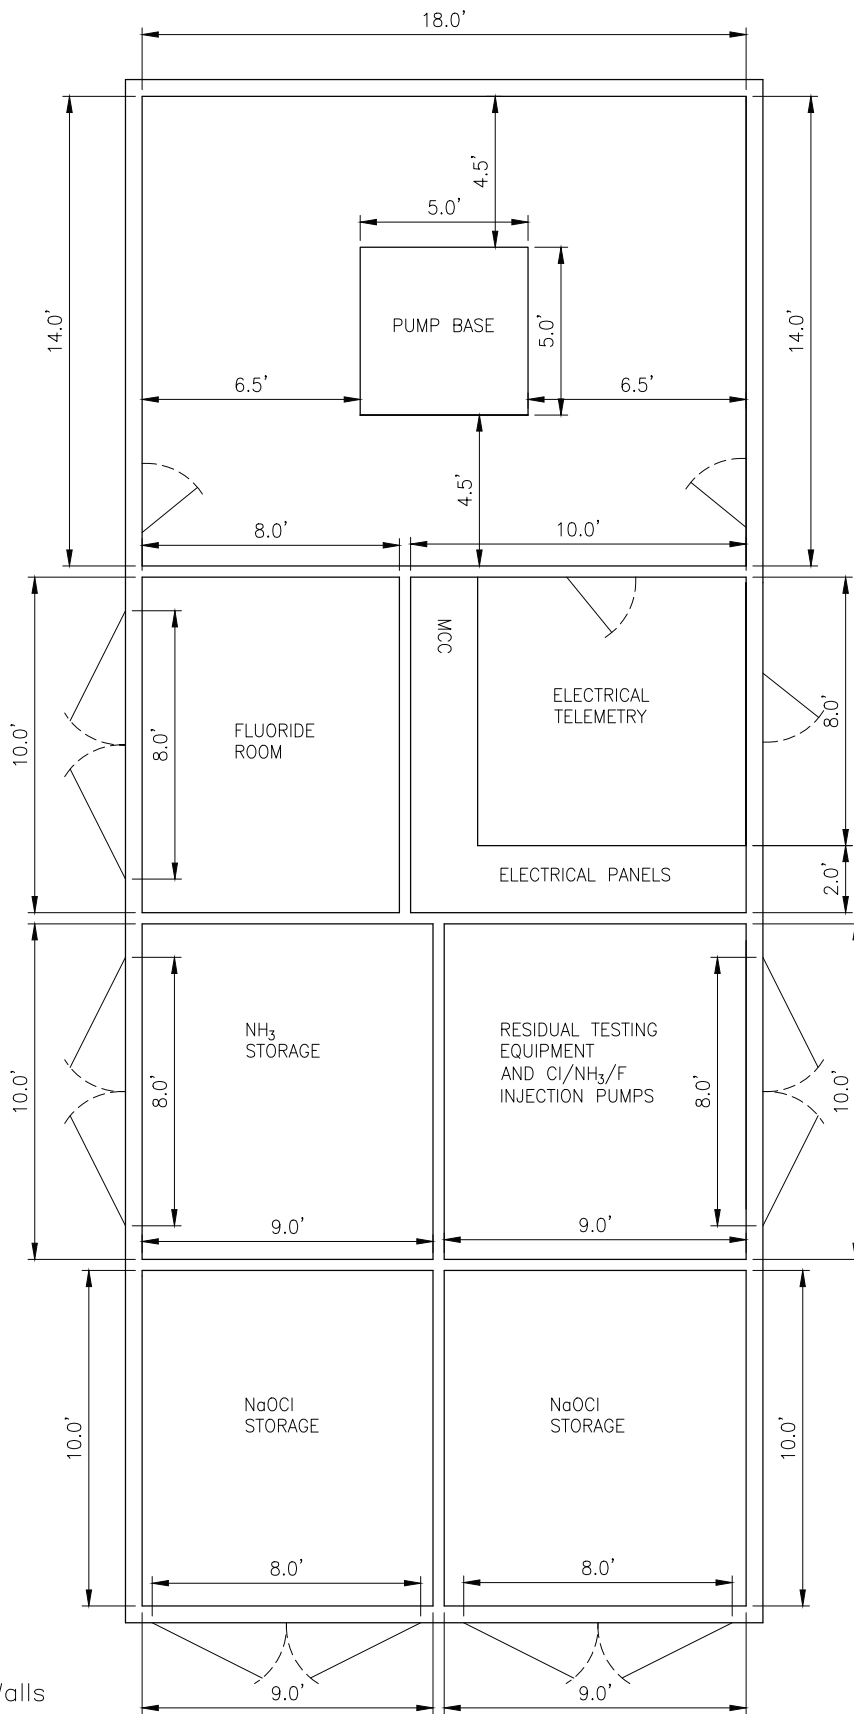 18.0'
4.5'
5.0'
14.0'
PUMP BASE
5.0'
14.0'
6.5'
6.5'
4.5'
8.0'
10.0'
MCC
ELECTRICAL
TELEMETRY
8.0'
FLUORIDE
ROOM
10.0'
8.0'
ELECTRICAL PANELS
2.0'
NH₃
STORAGE
RESIDUAL TESTING
EQUIPMENT
AND Cl/NH₃/F
INJECTION PUMPS
10.0'
8.0'
8.0'
10.0'
9.0'
9.0'
NaOCl
STORAGE
NaOCl
STORAGE
10.0'
10.0'
8.0'
8.0'
alls
9.0'
9.0'